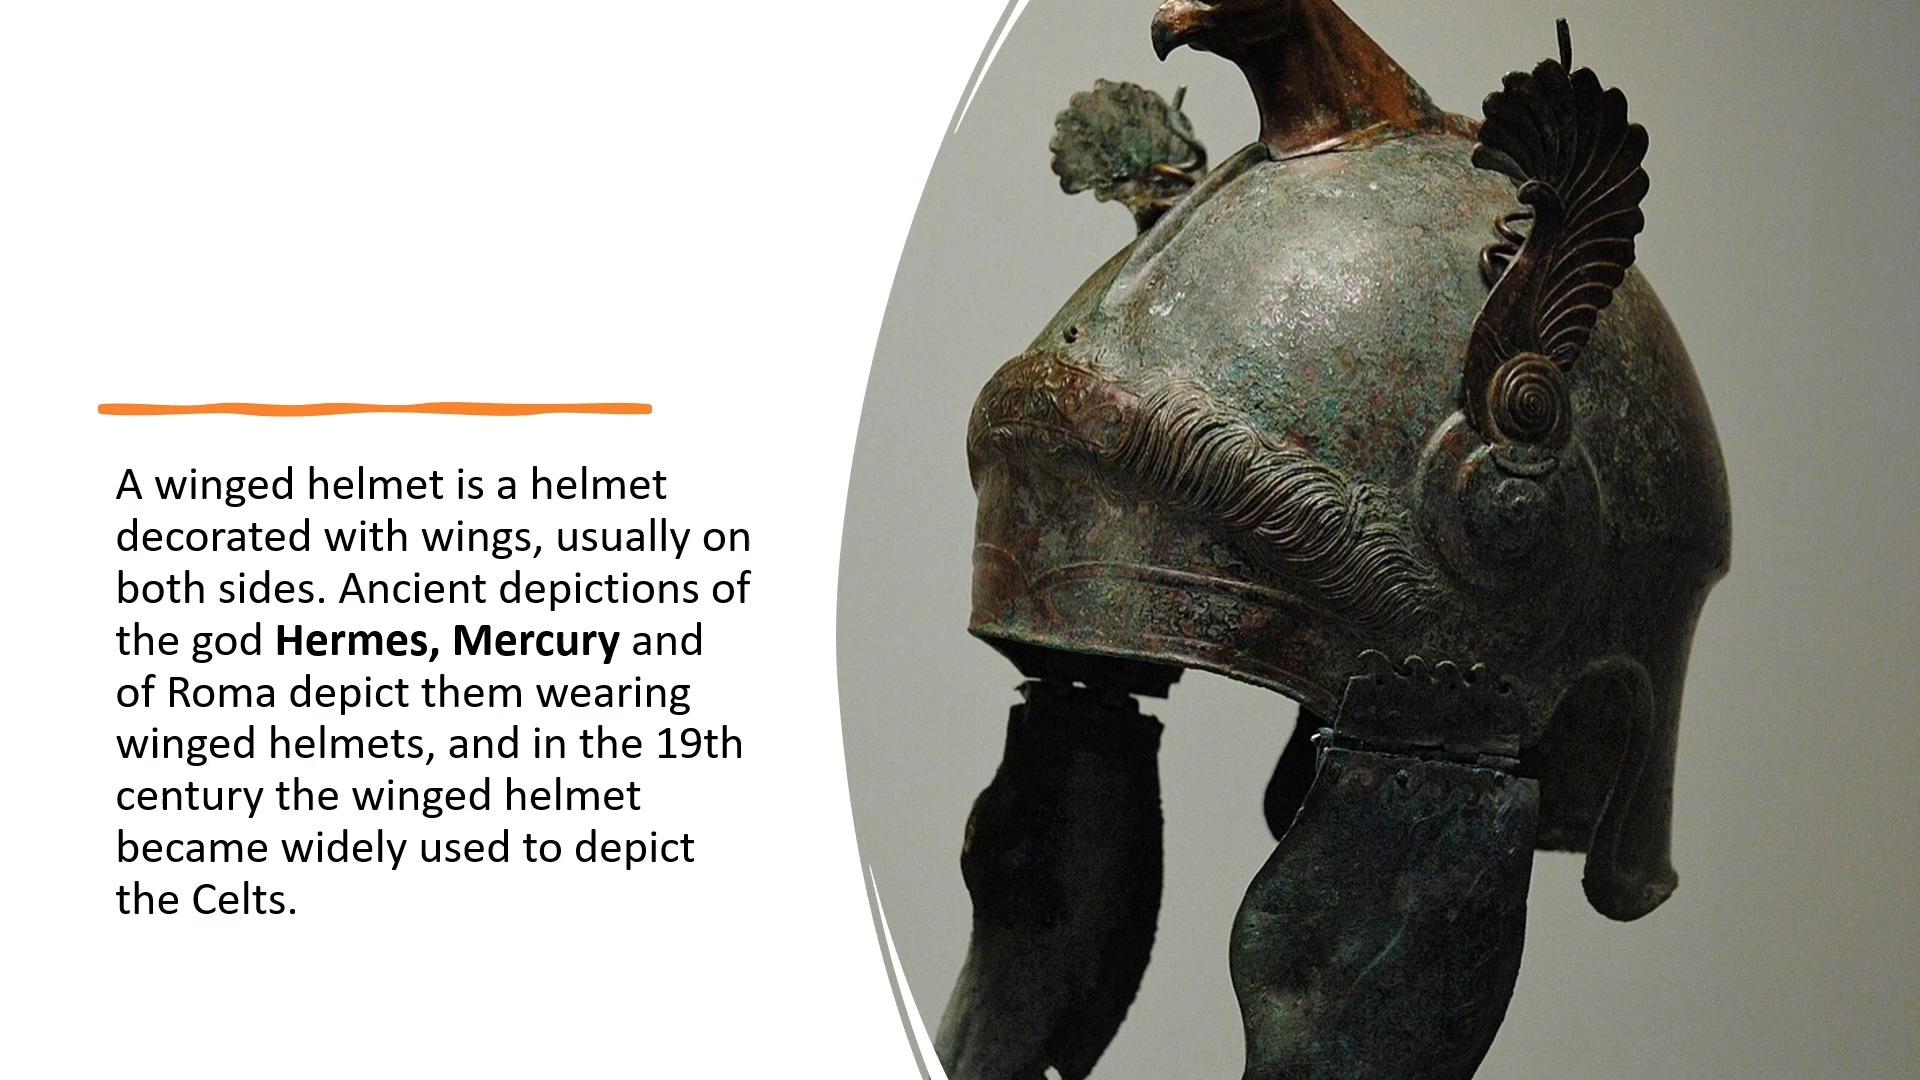 A winged helmet is a helmet
decorated with wings, usually on
both sides. Ancient depictions of
the god Hermes, Mercury and
of Roma depict them wearing
winged helmets, and in the 19th
century the winged helmet
became widely used to depict
the Celts.